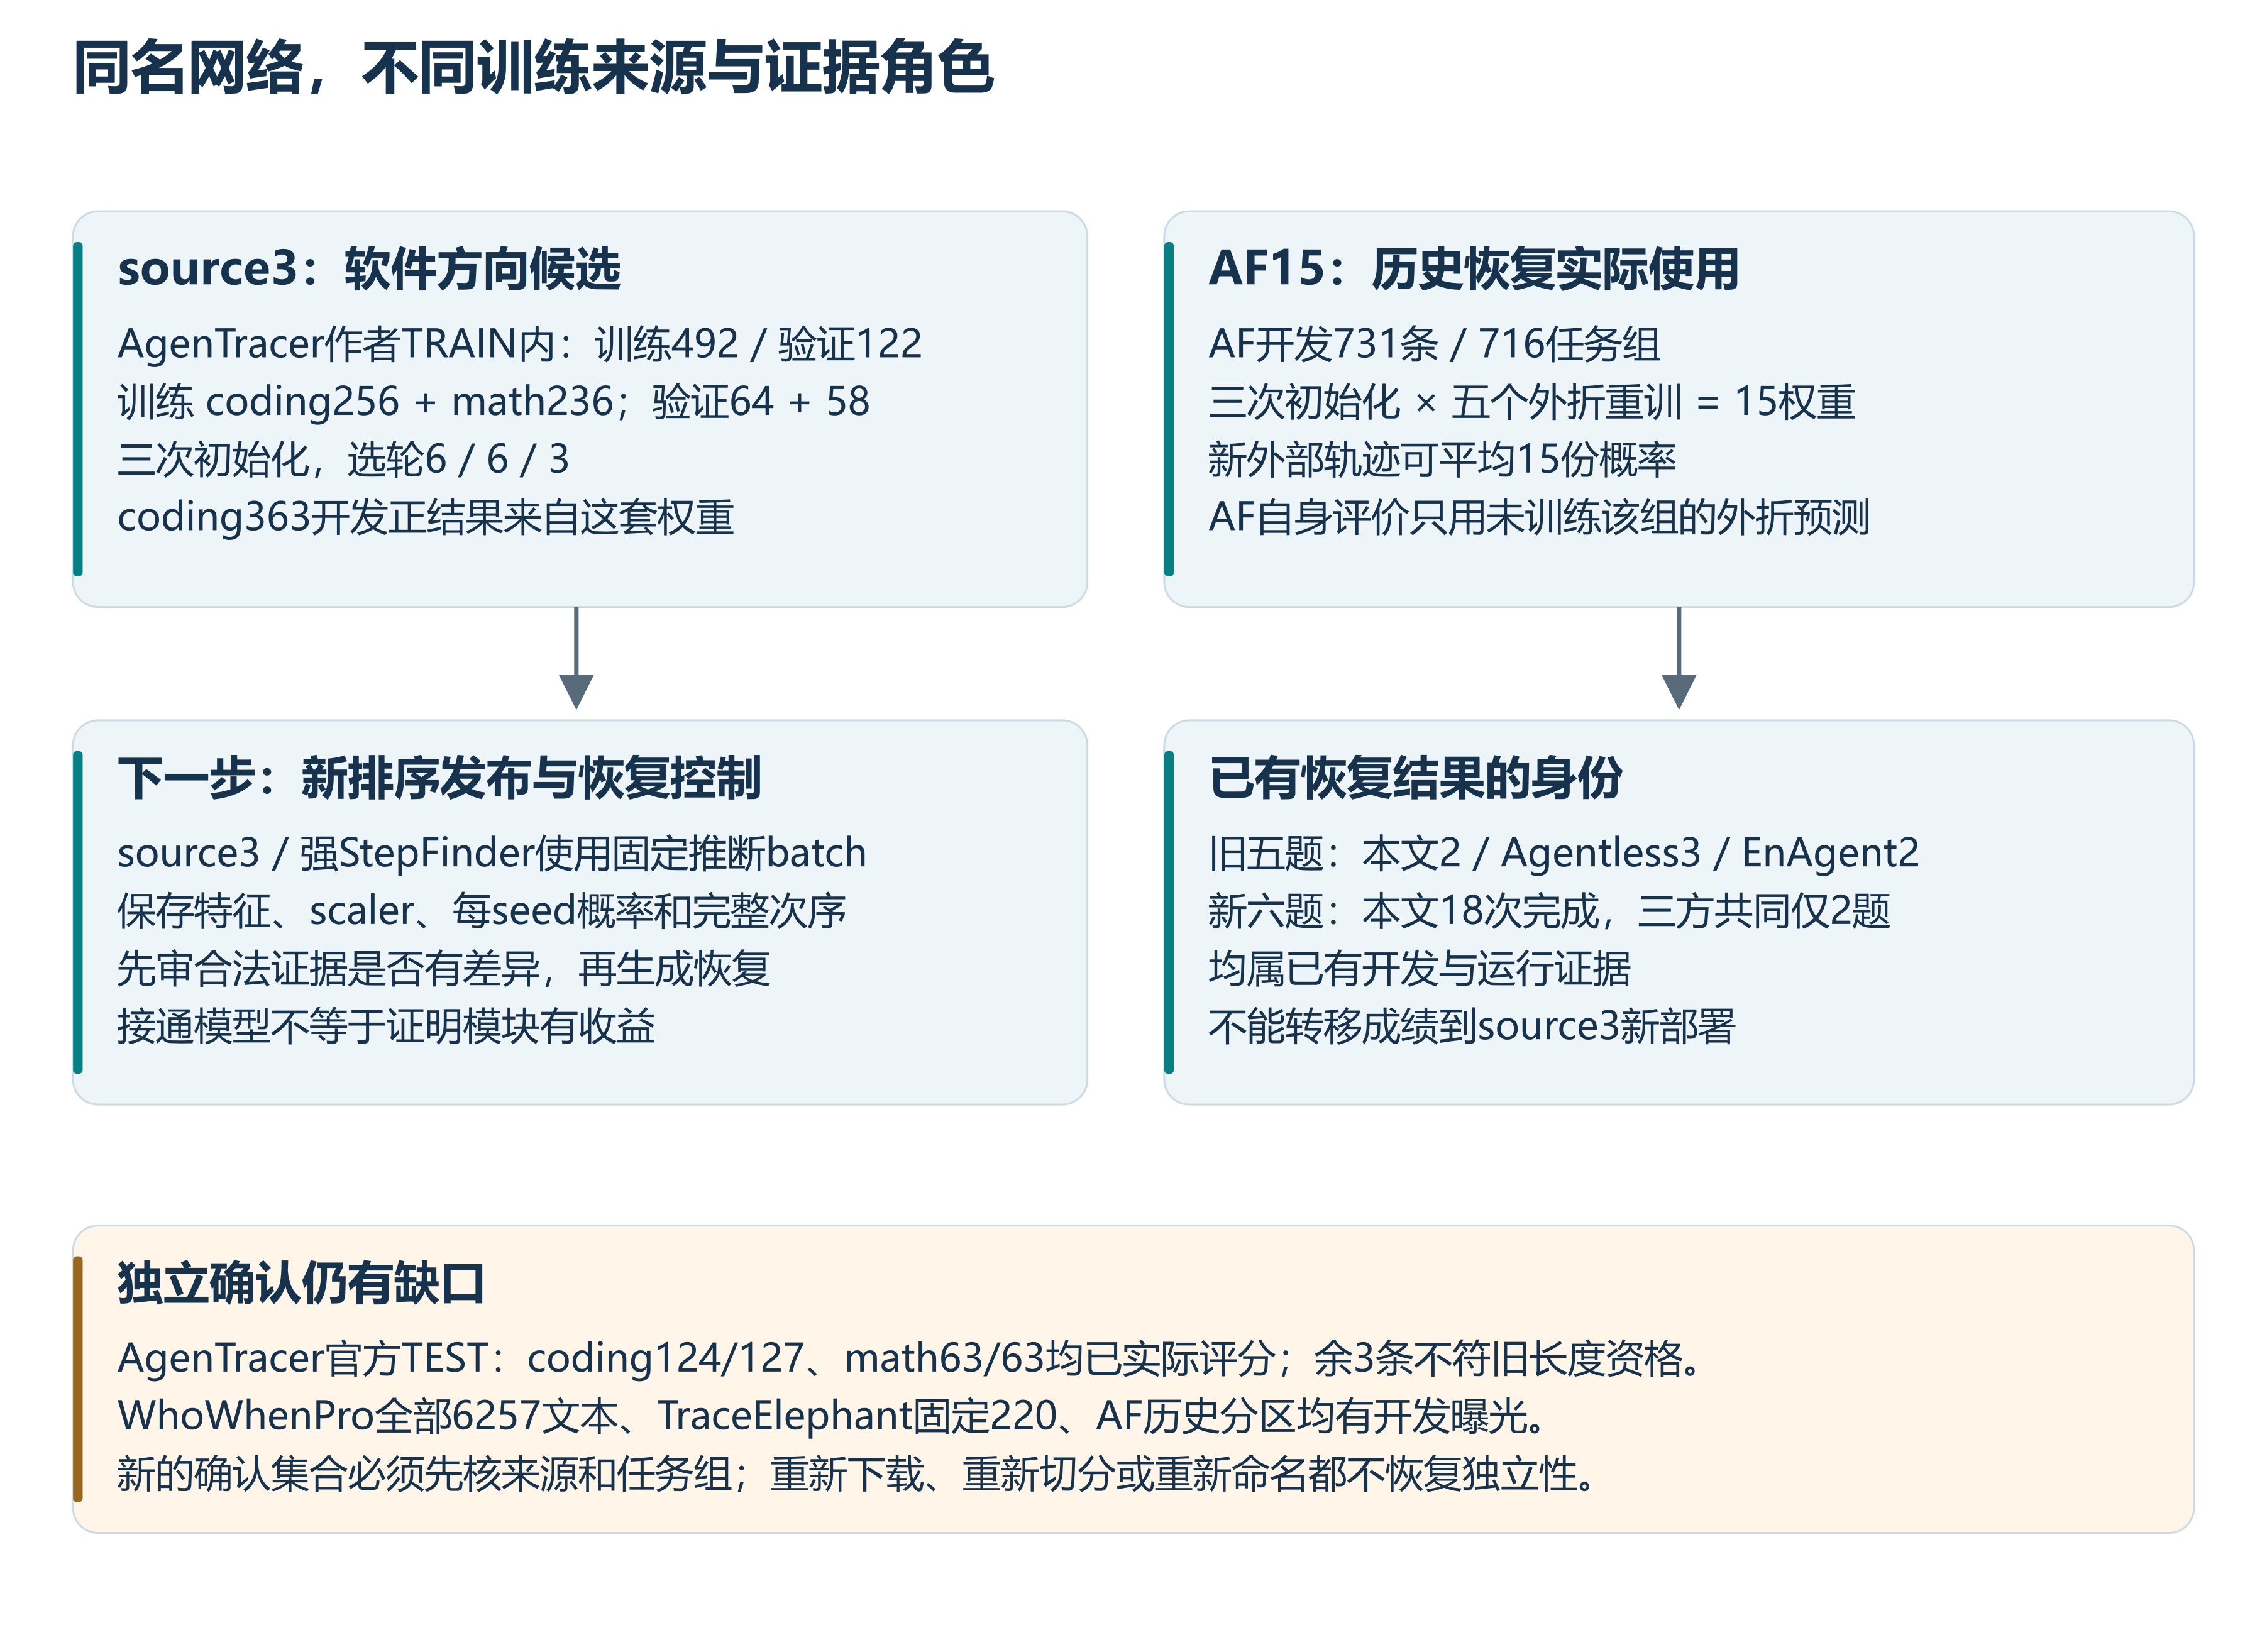 同名网络，不同训练来源与证据角色
source3：软件方向候选
AgenTracer作者TRAIN内：训练492 / 验证122
训练 coding256 + math236；验证64 + 58
三次初始化，选轮6 / 6 / 3
coding363开发正结果来自这套权重
AF15：历史恢复实际使用
AF开发731条 / 716任务组
三次初始化 × 五个外折重训 = 15权重
新外部轨迹可平均15份概率
AF自身评价只用未训练该组的外折预测
下一步：新排序发布与恢复控制
source3 / 强StepFinder使用固定推断batch
保存特征、scaler、每seed概率和完整次序
先审合法证据是否有差异，再生成恢复
接通模型不等于证明模块有收益
已有恢复结果的身份
旧五题：本文2 / Agentless3 / EnAgent2
新六题：本文18次完成，三方共同仅2题
均属已有开发与运行证据
不能转移成绩到source3新部署
独立确认仍有缺口
AgenTracer官方TEST：coding124/127、math63/63均已实际评分；余3条不符旧长度资格。
WhoWhenPro全部6257文本、TraceElephant固定220、AF历史分区均有开发曝光。
新的确认集合必须先核来源和任务组；重新下载、重新切分或重新命名都不恢复独立性。